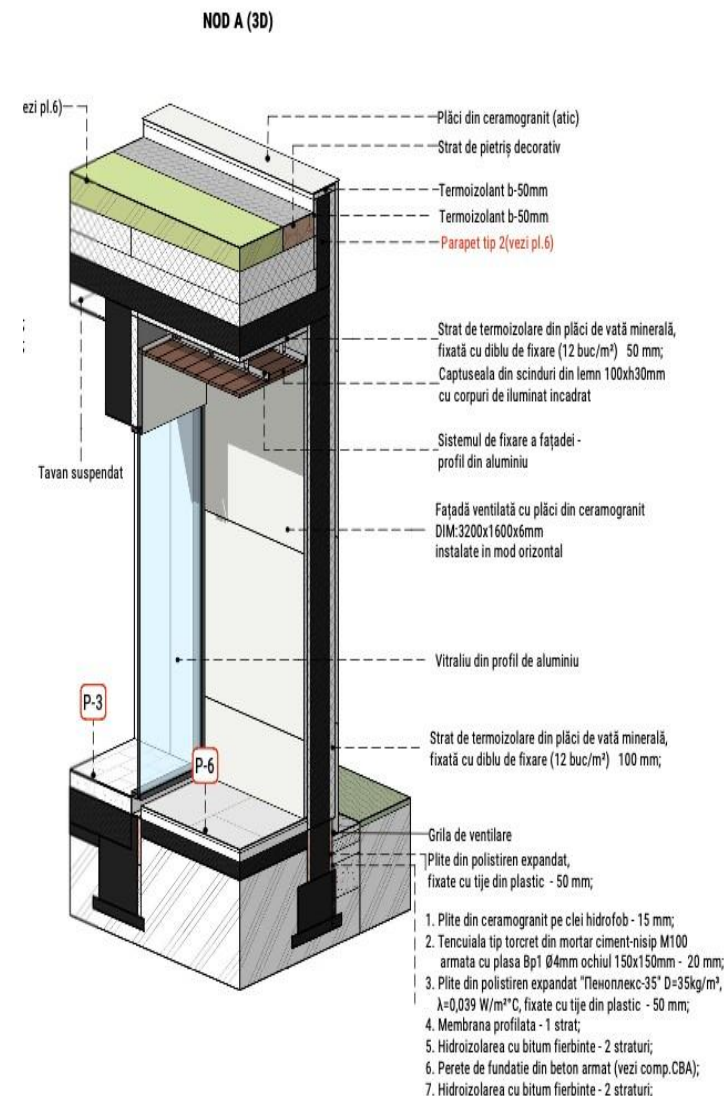 NOD A (3D)
ezi pl.6)
Plăci din ceramogranit (atic)
Strat de pietriș decorativ
Termoizolant b-50mm
Termoizolant b-50mm
Parapet tip 2(vezi pl.6)
Strat de termoizolare din plăci de vată minerală,
fixată cu diblu de fixare (12 buc/m²) 50 mm;
Captuseala din scinduri din lemn 100xh30mm
cu corpuri de iluminat incadrat
Sistemul de fixare a fațadei -
profil din aluminiu
Tavan suspendat
Fațadă ventilată cu plăci din ceramogranit
DIM:3200x1600x6mm
instalate in mod orizontal
Vitraliu din profil de aluminiu
P-3
P-6
Strat de termoizolare din plăci de vată minerală,
fixată cu diblu de fixare (12 buc/m²) 100 mm;
Grila de ventilare
Plite din polistiren expandat,
fixate cu tije din plastic - 50 mm;
1. Plite din ceramogranit pe clei hidrofob - 15 mm;
2. Tencuiala tip torcret din mortar ciment-nisip M100
armata cu plasa Bp1 Ø4mm ochiul 150x150mm - 20 mm;
3. Plite din polistiren expandat "Пеноплекс-35" D=35kg/m³,
λ=0,039 W/m²°C, fixate cu tije din plastic - 50 mm;
4. Membrana profilata - 1 strat;
5. Hidroizolarea cu bitum fierbinte - 2 straturi;
6. Perete de fundatie din beton armat (vezi comp.CBA);
7. Hidroizolarea cu bitum fierbinte - 2 straturi;